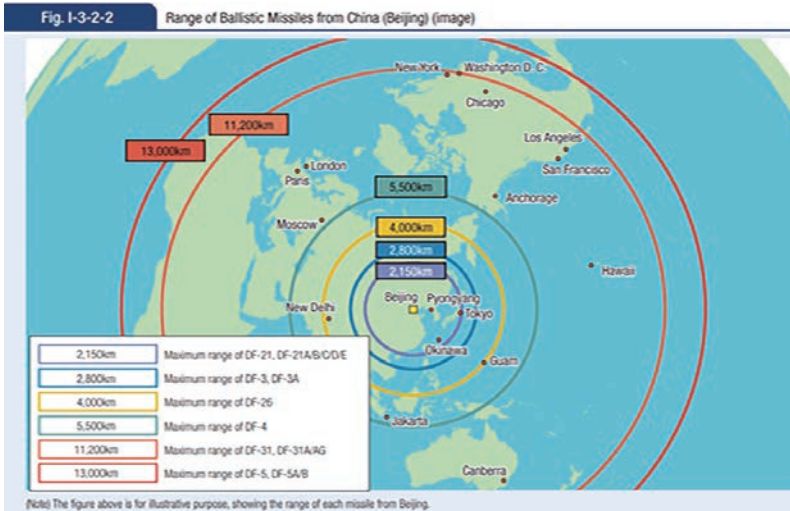 Fig. I-3-2-2
Range of Ballistic Missiles from China (Beijing) (image)
New York
Washington D. C.
Chicago
11,200km
13,000km
Los Angeles
San Francisco
London
Paris
5,500km
Anchorage
Moscow
4,000km
2,800km
2,150km
Hawaii
Beijing
Pyongyang
New Delhi
Tokyo
Okinawa
Guam
Jakarta
Canberra
2,150km Maximum range of DF-21, DF-21A/B/C/D/E
2,800km Maximum range of DF-3, DF-3A
4,000km Maximum range of DF-26
5,500km Maximum range of DF-4
11,200km Maximum range of DF-31, DF-31A/AG
13,000km Maximum range of DF-5, DF-5A/B
(Note) The figure above is for illustrative purpose, showing the range of each missile from Beijing.